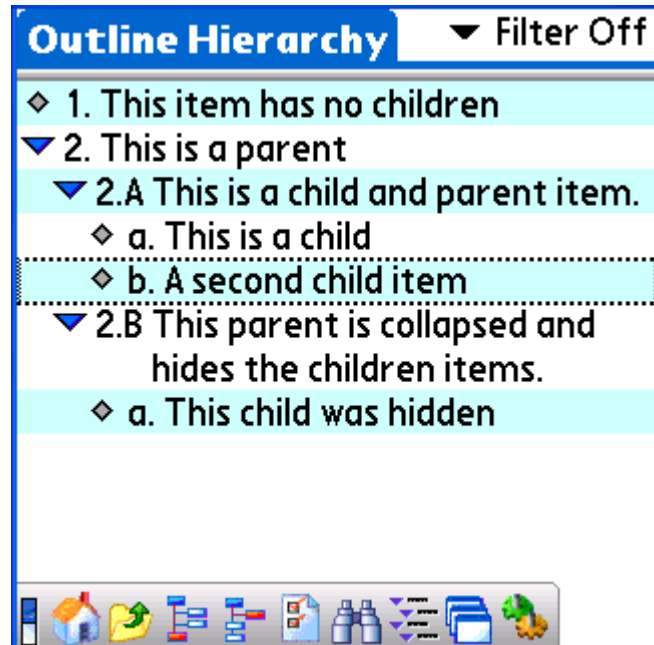 Outline Hierarchy
Filter Off
1. This item has no children
2. This is a parent
2.A This is a child and parent item.
a. This is a child
b. A second child item
2.B This parent is collapsed and
hides the children items.
a. This child was hidden